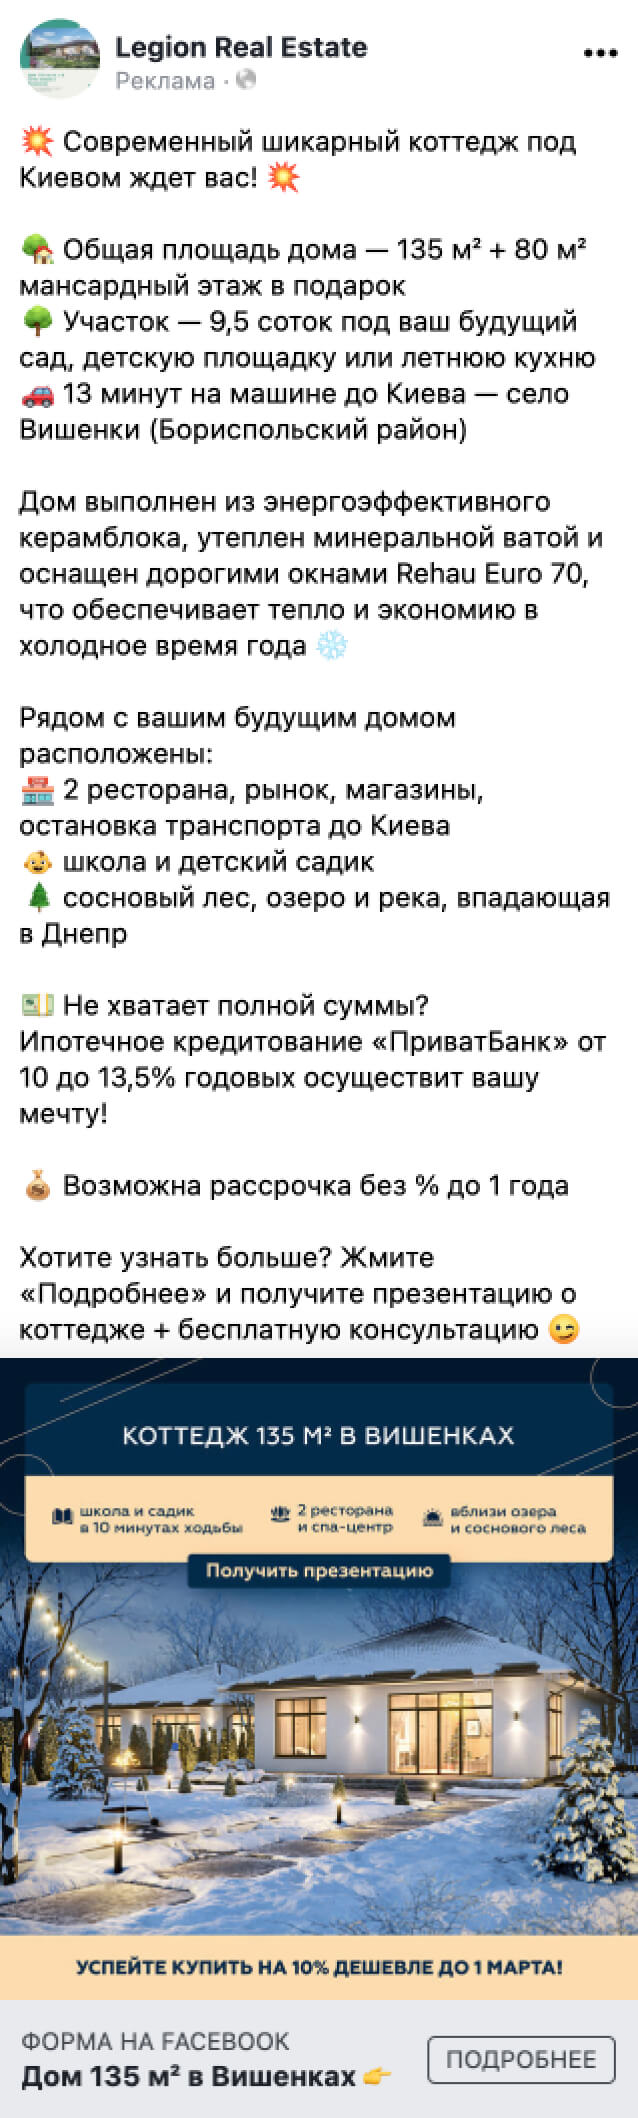 Legion Real Estate
Реклама ·
💥 Современный шикарный коттедж под
Киевом ждет вас! 💥
🏡 Общая площадь дома — 135 м² + 80 м²
мансардный этаж в подарок
🌳 Участок — 9,5 соток под ваш будущий
сад, детскую площадку или летнюю кухню
🚗 13 минут на машине до Киева — село
Вишенки (Бориспольский район)
Дом выполнен из энергоэффективного
керамблока, утеплен минеральной ватой и
оснащен дорогими окнами Rehau Euro 70,
что обеспечивает тепло и экономию в
холодное время года ❄️
Рядом с вашим будущим домом
расположены:
🏪 2 ресторана, рынок, магазины,
остановка транспорта до Киева
👶 школа и детский садик
🌲 сосновый лес, озеро и река, впадающая
в Днепр
💵 Не хватает полной суммы?
Ипотечное кредитование «ПриватБанк» от
10 до 13,5% годовых осуществит вашу
мечту!
💰 Возможна рассрочка без % до 1 года
Хотите узнать больше? Жмите
«Подробнее» и получите презентацию о
коттедже + бесплатную консультацию 😉
КОТТЕДЖ 135 М² В ВИШЕНКАХ
школа и садик
в 10 минутах ходьбы
2 ресторана
и спа-центр
вблизи озера
и соснового леса
Получить презентацию
УСПЕЙТЕ КУПИТЬ НА 10% ДЕШЕВЛЕ ДО 1 МАРТА!
ФОРМА НА FACEBOOK
Дом 135 м² в Вишенках 👉
ПОДРОБНЕЕ